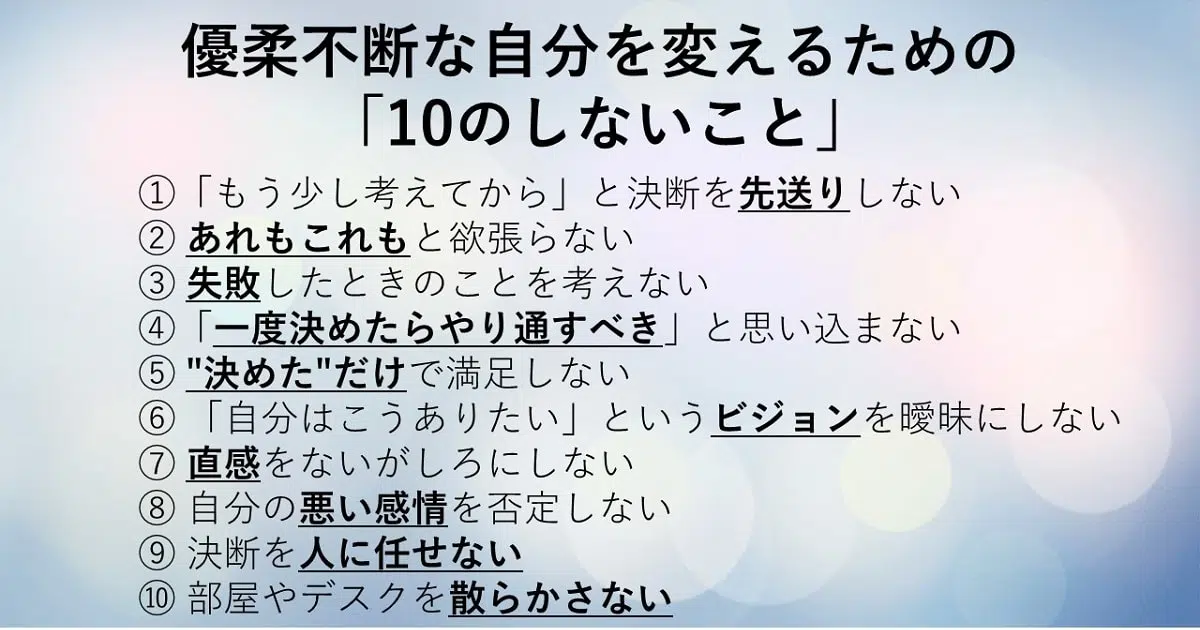 優柔不断な自分を変えるための
「10のしないこと」
①「もう少し考えてから」と決断を先送りしない
② あれもこれもと欲張らない
③ 失敗したときのことを考えない
④「一度決めたらやり通すべき」と思い込まない
⑤ "決めた"だけで満足しない
⑥ 「自分はこうありたい」というビジョンを曖昧にしない
⑦ 直感をないがしろにしない
⑧ 自分の悪い感情を否定しない
⑨ 決断を人に任せない
⑩ 部屋やデスクを散らかさない